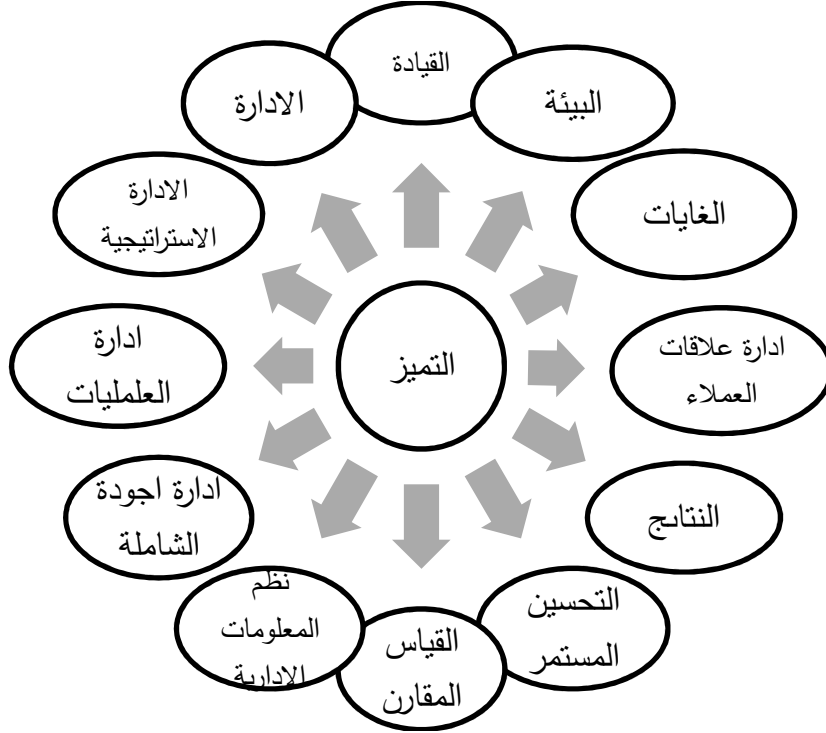 القيادة
البيئة
الغايات
ادارة علاقات
العملاء
النتائج
التحسين
المستمر
القياس
المقارن
نظم
المعلومات
الادارية
ادارة اجودة
الشاملة
ادارة
العلمليات
الادارة
الاستراتيجية
الادارة
التميز